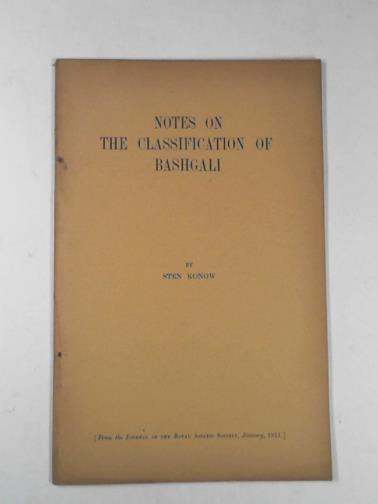 NOTES ON
THE CLASSIFICATION OF
BASHGALI
BY
STEN KONOW
[From the JOURNAL OF THE ROYAL ASIATIC SOCIETY, January, 1911.]